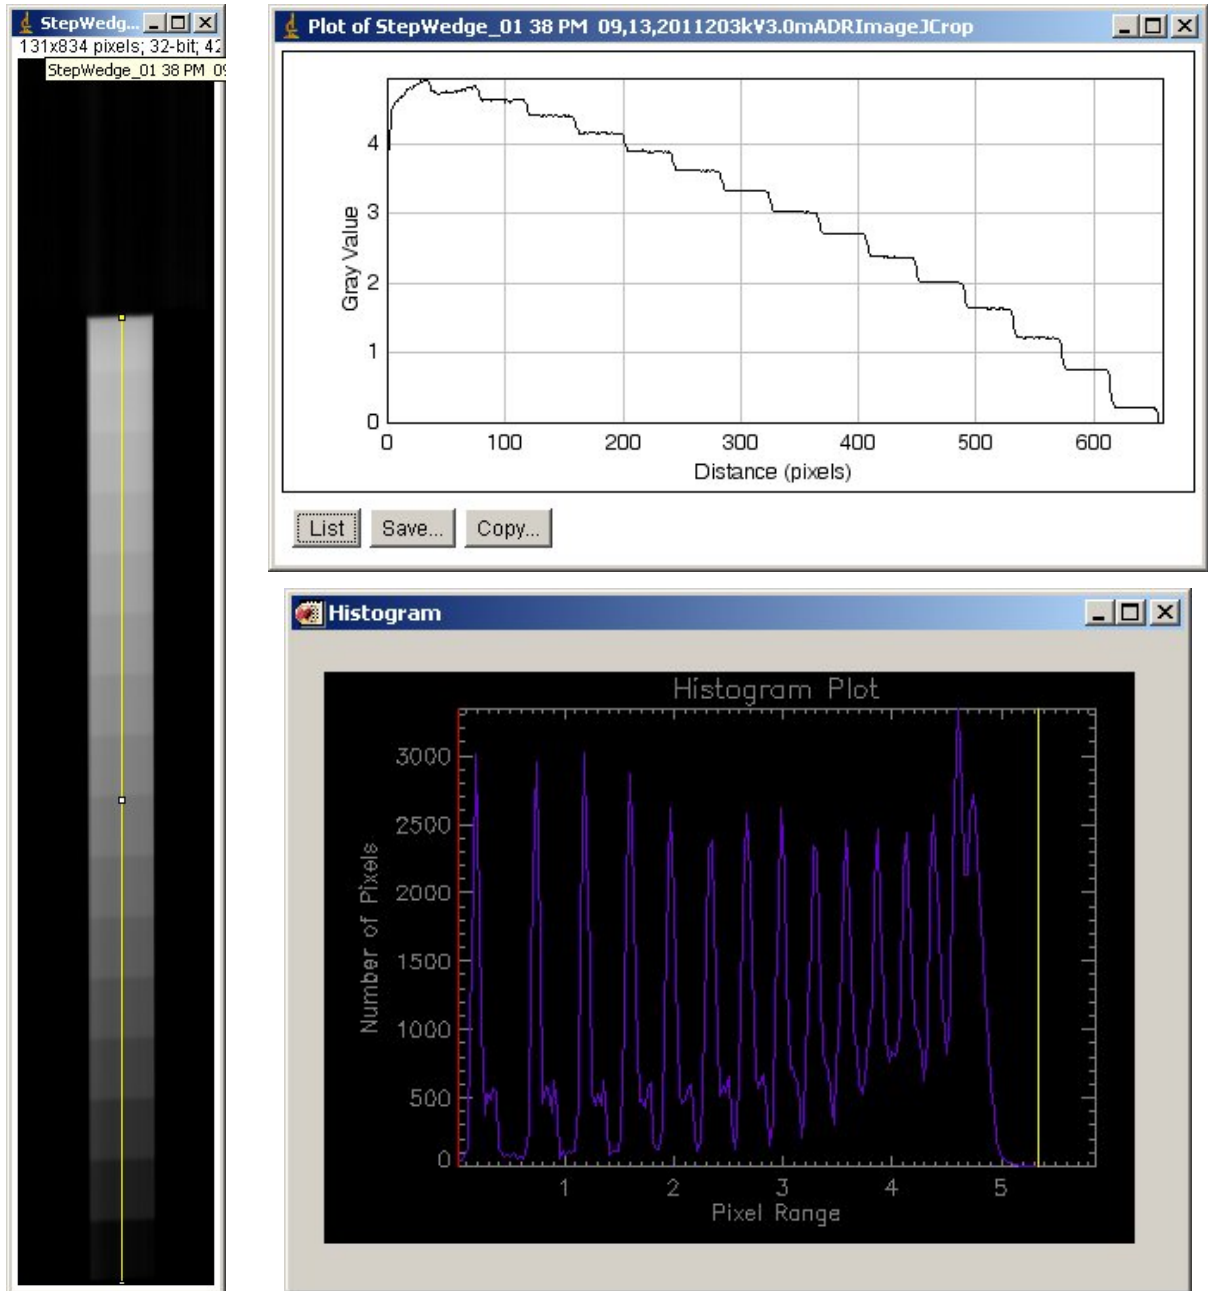 StepWedg...
131x834 pixels; 32-bit; 42
StepWedge_01 38 PM 09
Plot of StepWedge_01 38 PM 09,13,2011203kV3.0mADRImageJCrop
4
3
2
1
0
Gray Value
0 100 200 300 400 500 600
Distance (pixels)
List Save... Copy...
Histogram
Histogram Plot
3000
2500
2000
1500
1000
500
0
Number of Pixels
1 2 3 4 5
Pixel Range